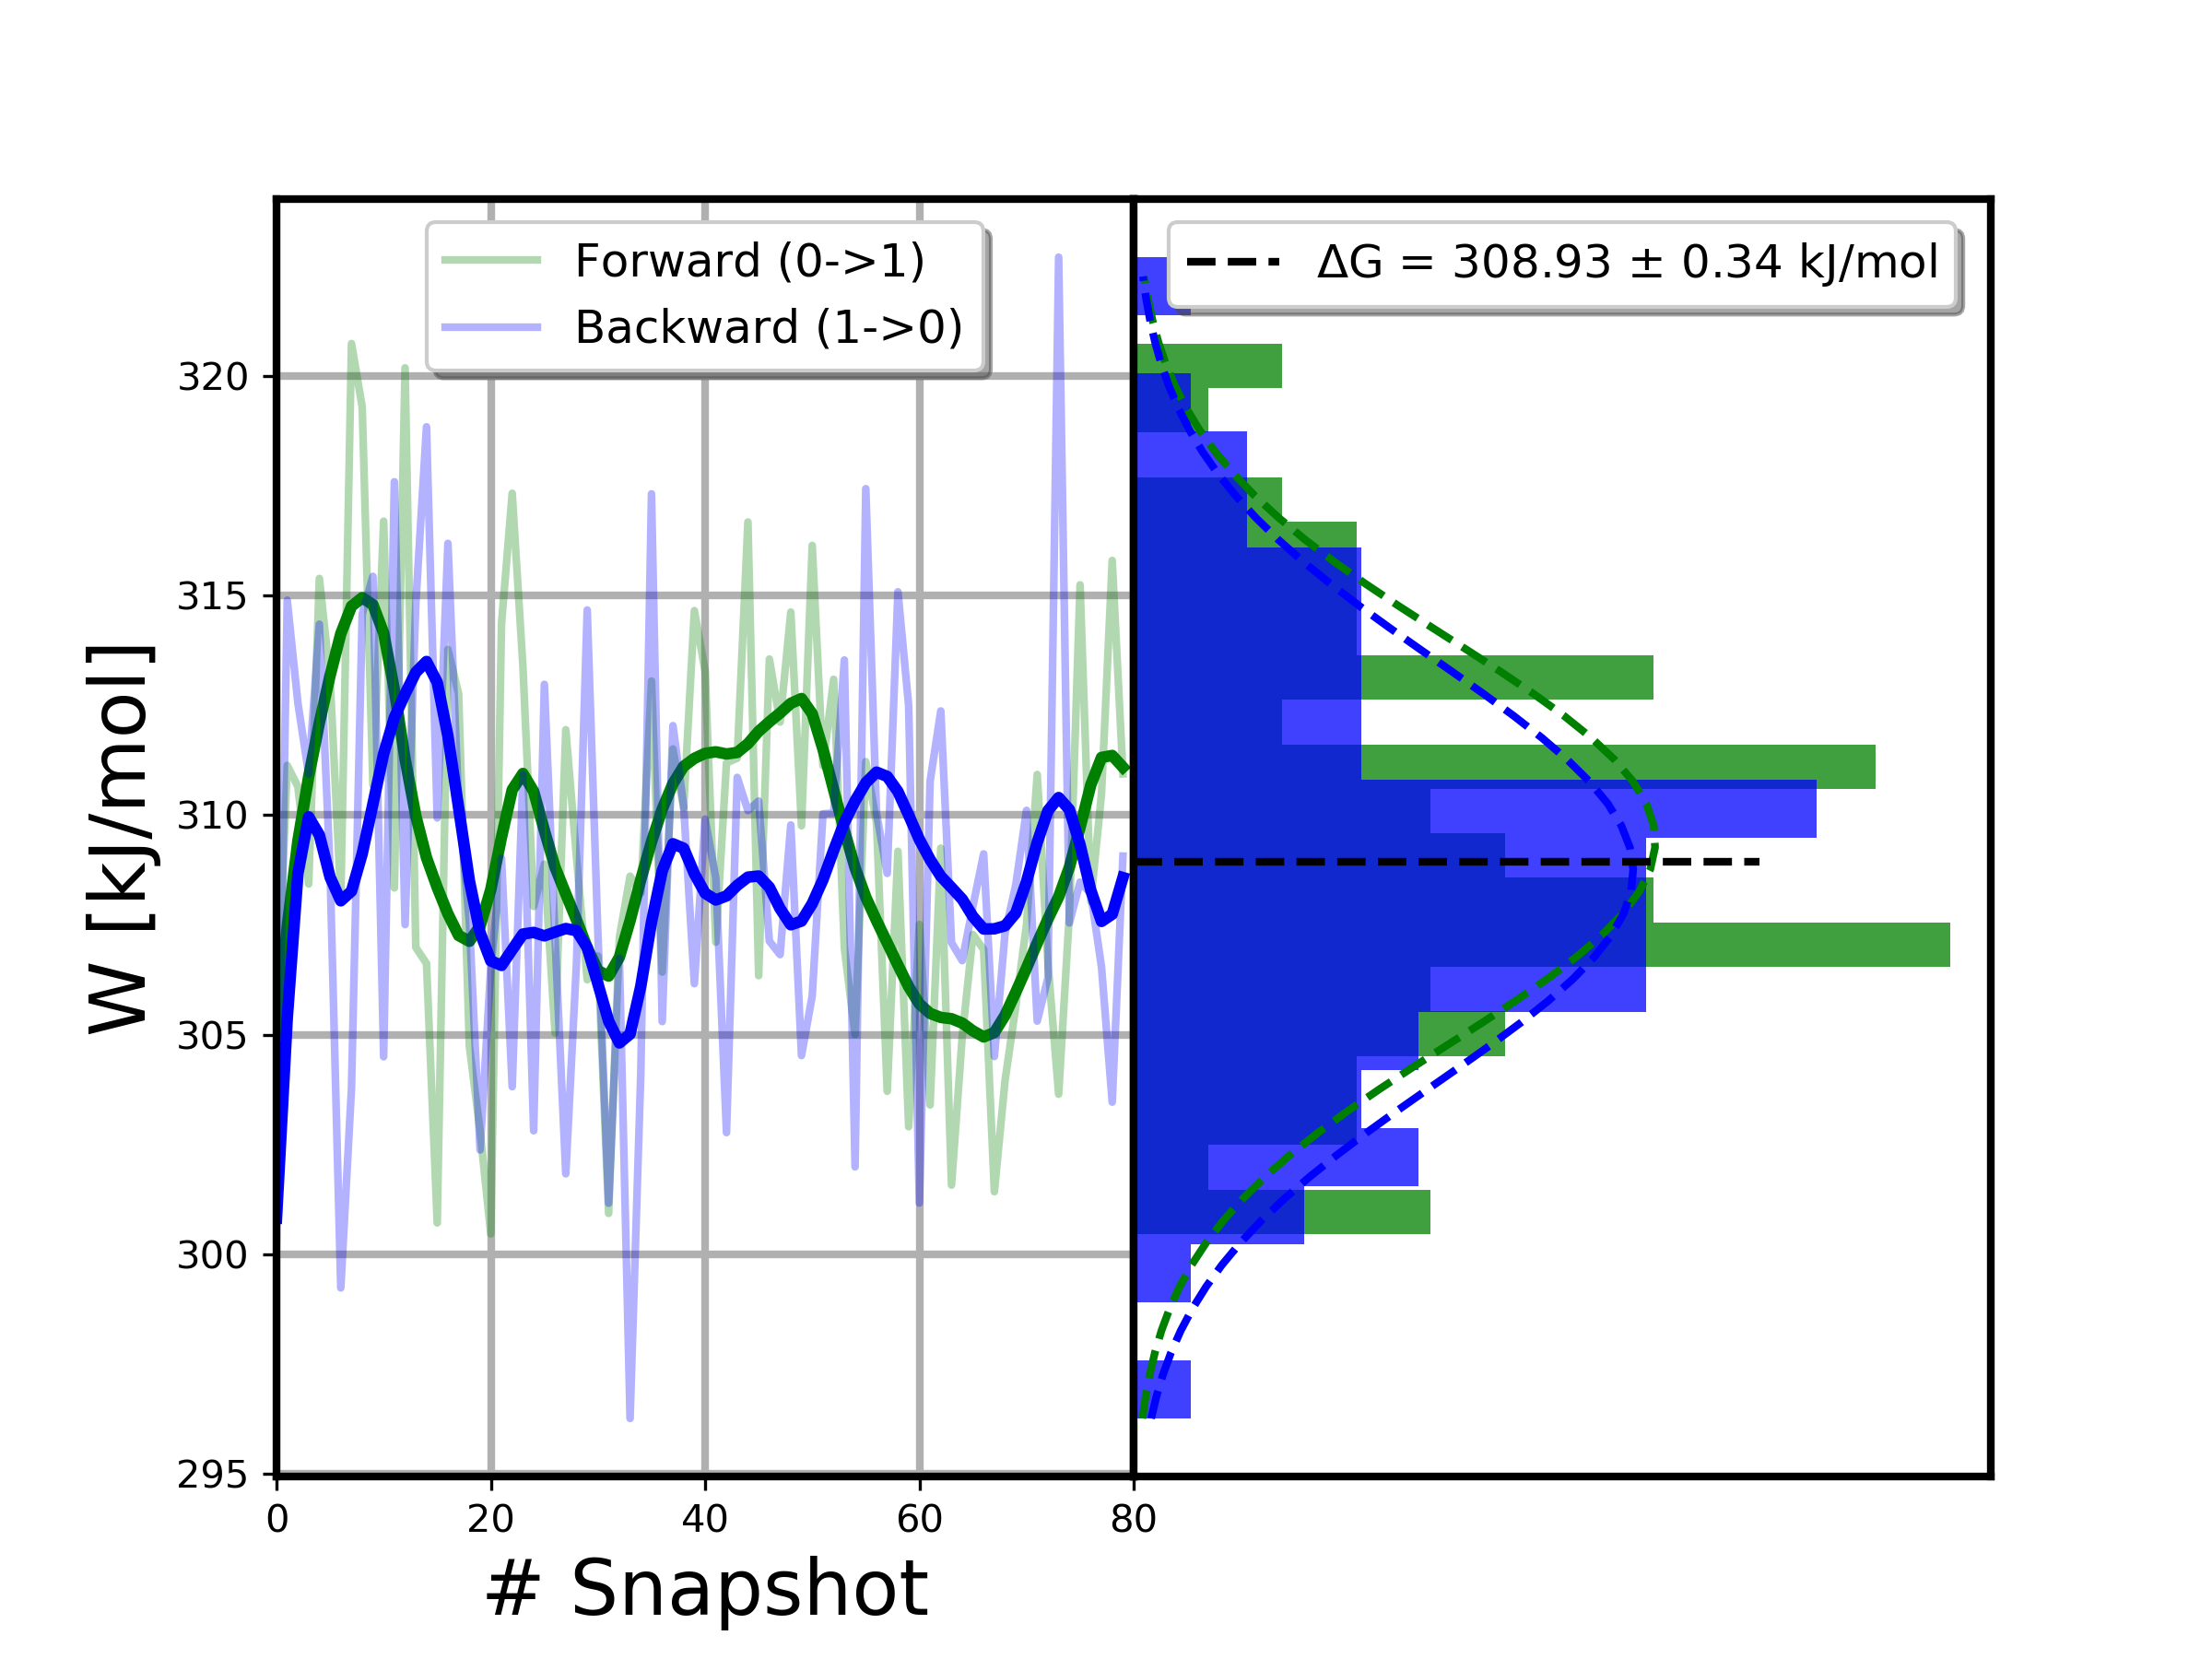 Forward (0->1)
Backward (1->0)
ΔG = 308.93 ± 0.34 kJ/mol
W [kJ/mol]
320
315
310
305
300
295
0 20 40 60 80
# Snapshot